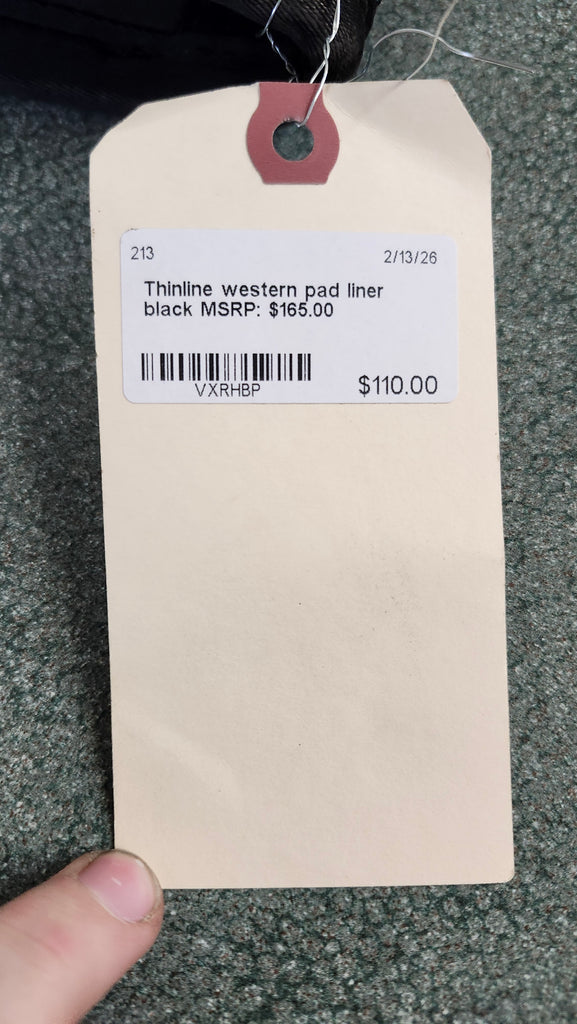 213 2/13/26
Thinline western pad liner
black MSRP: $165.00
VXRHBP $110.00